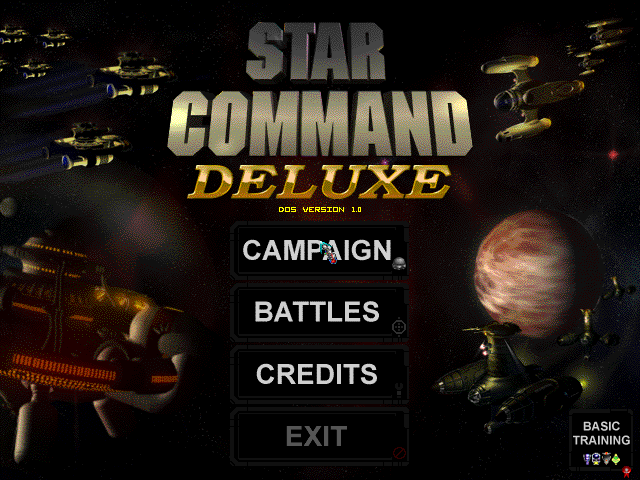 STAR
COMMAND
DELUXE
DOS VERSION 1.0
CAMPAIGN
BATTLES
CREDITS
EXIT
BASIC
TRAINING